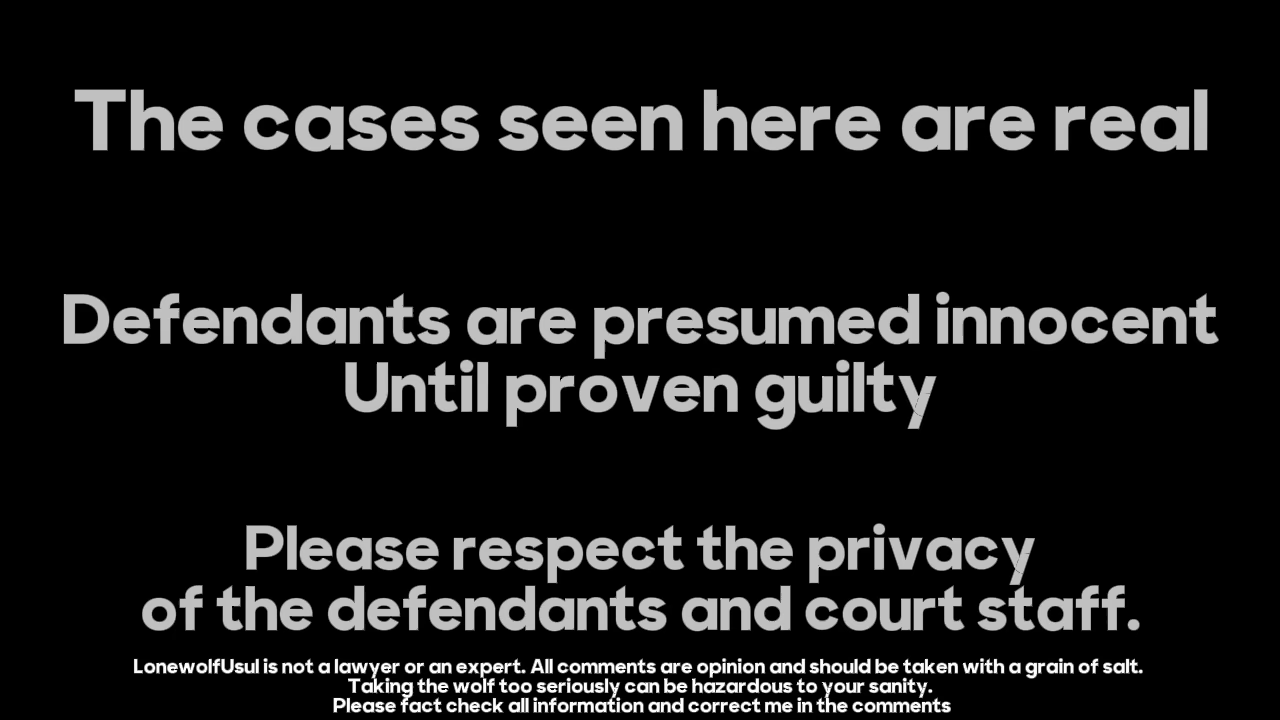 The cases seen here are real
Defendants are presumed innocent
Until proven guilty
Please respect the privacy
of the defendants and court staff.
LonewolfUsul is not a lawyer or an expert. All comments are opinion and should be taken with a grain of salt.
Taking the wolf too seriously can be hazardous to your sanity.
Please fact check all information and correct me in the comments